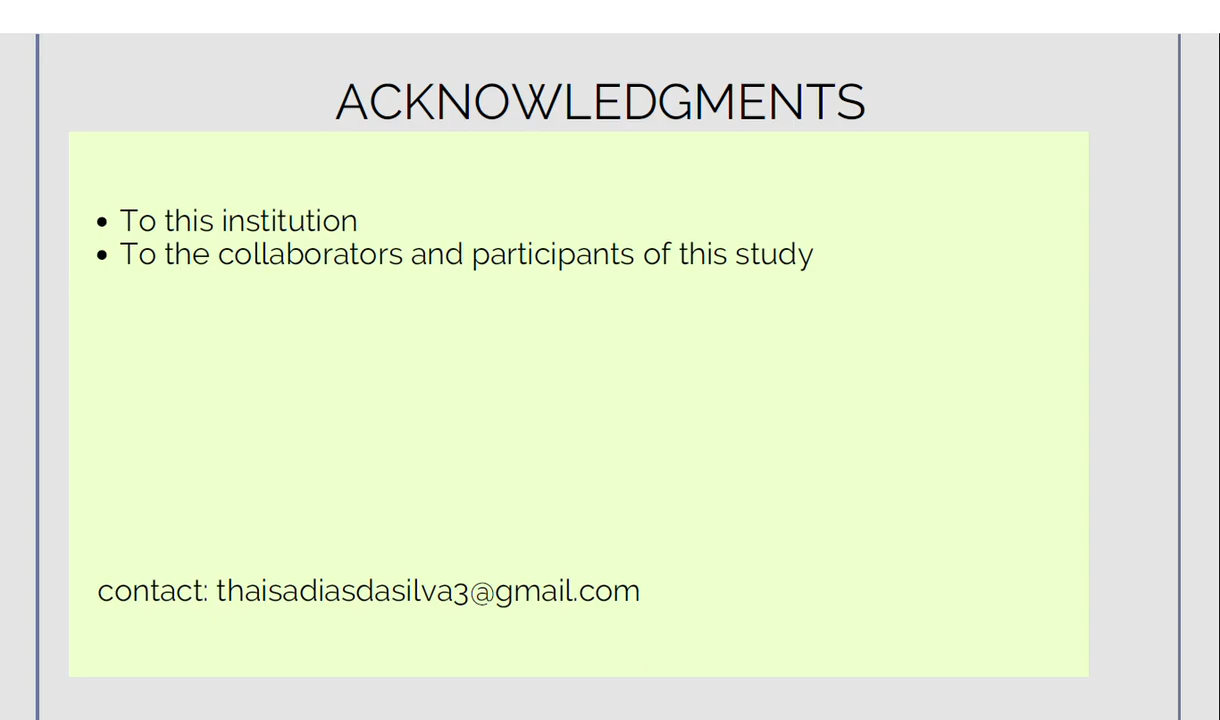 ACKNOWLEDGMENTS
• To this institution
• To the collaborators and participants of this study
contact: thaisadiasdasilva3@gmail.com